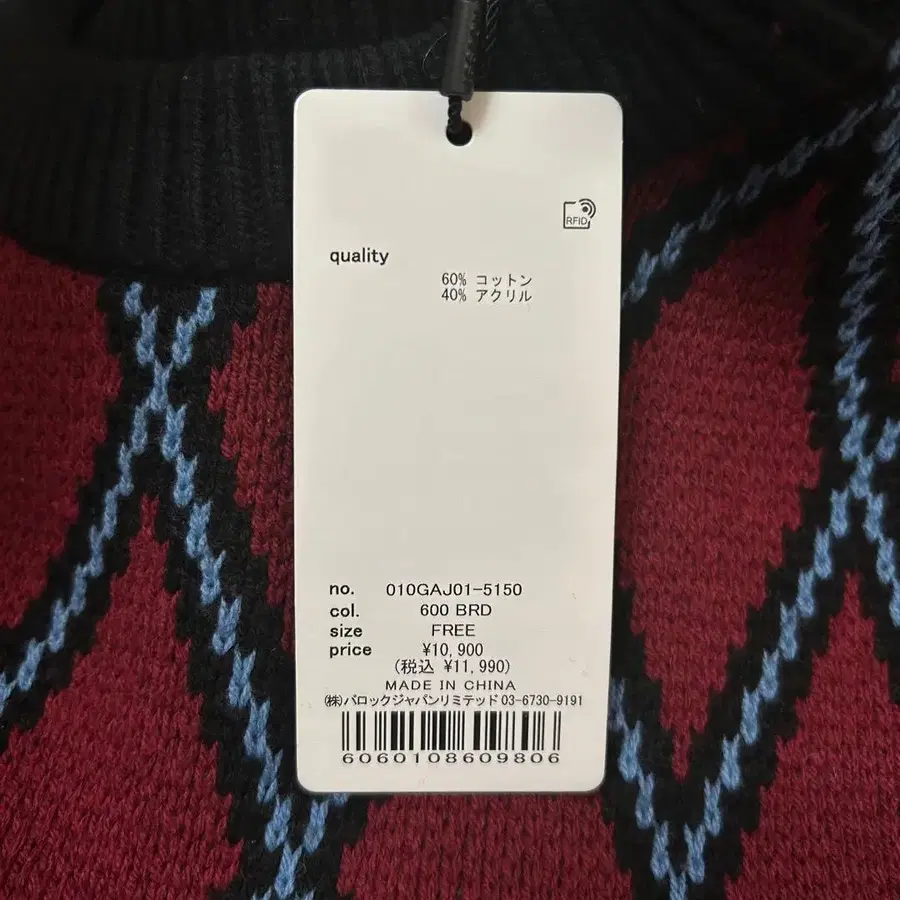 RFID
quality
60% コットン
40% アクリル
no. 010GAJ01-5150
col. 600 BRD
size FREE
price ¥10,900
(税込 ¥11,990)
MADE IN CHINA
(株)バロックジャパンリミテッド 03-6730-9191
6060108609806